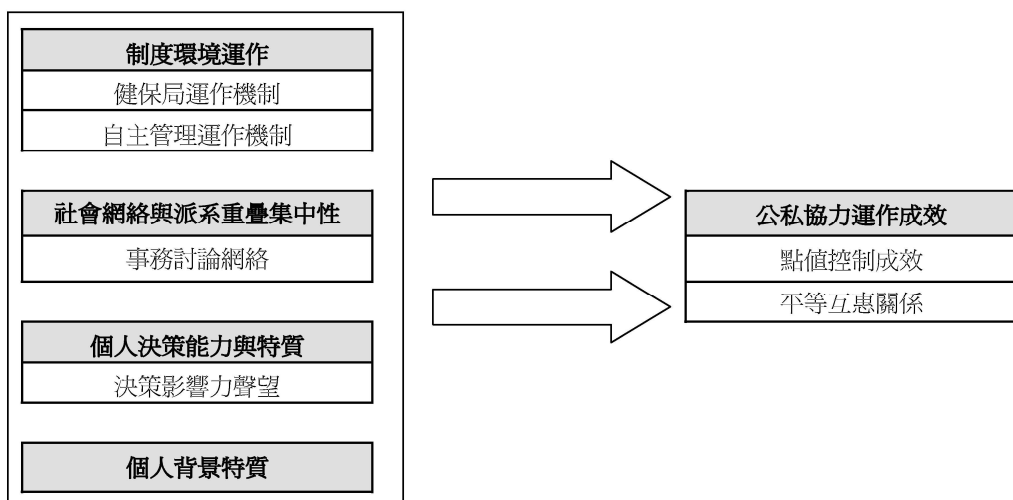 制度環境運作
健保局運作機制
自主管理運作機制
社會網絡與派系重疊集中性
事務討論網絡
個人決策能力與特質
決策影響力聲望
個人背景特質
公私協力運作成效
點值控制成效
平等互惠關係